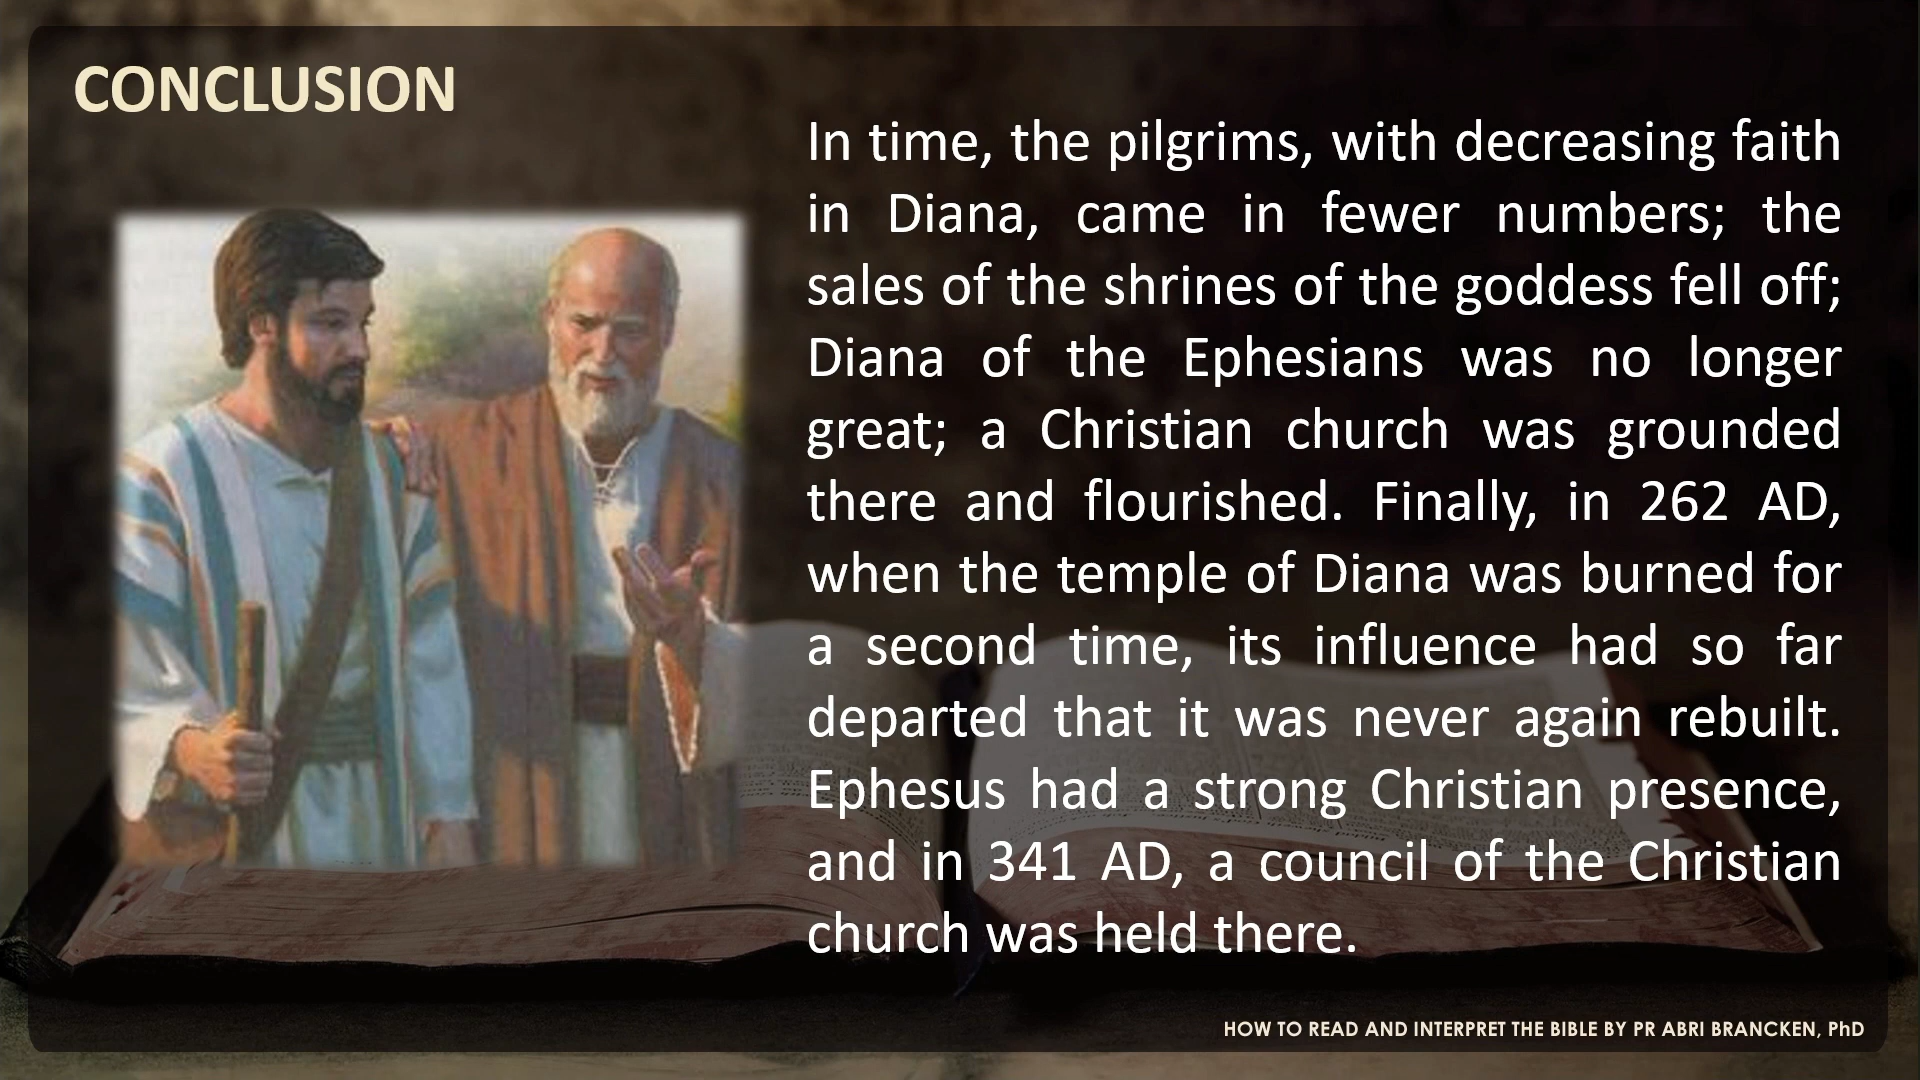 CONCLUSION
In time, the pilgrims, with decreasing faith
in Diana, came in fewer numbers; the
sales of the shrines of the goddess fell off;
Diana of the Ephesians was no longer
great; a Christian church was grounded
there and flourished. Finally, in 262 AD,
when the temple of Diana was burned for
a second time, its influence had so far
departed that it was never again rebuilt.
Ephesus had a strong Christian presence,
and in 341 AD, a council of the Christian
church was held there.
HOW TO READ AND INTERPRET THE BIBLE BY PR ABRI BRANCKEN, PhD